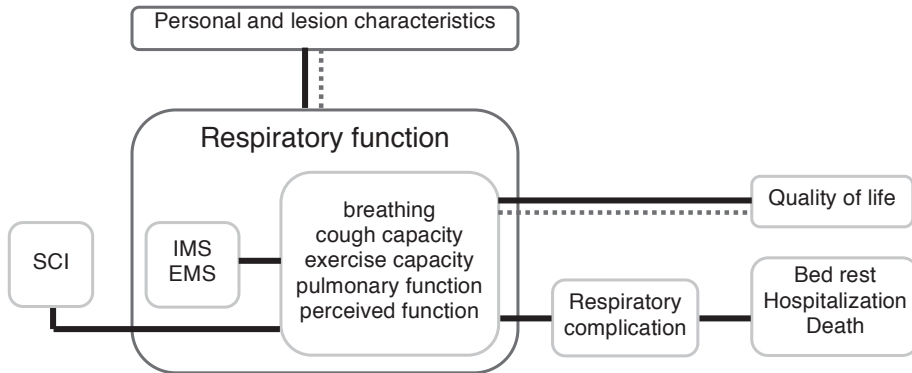 Personal and lesion characteristics
Respiratory function
SCI
IMS
EMS
breathing
cough capacity
exercise capacity
pulmonary function
perceived function
Quality of life
Respiratory
complication
Bed rest
Hospitalization
Death